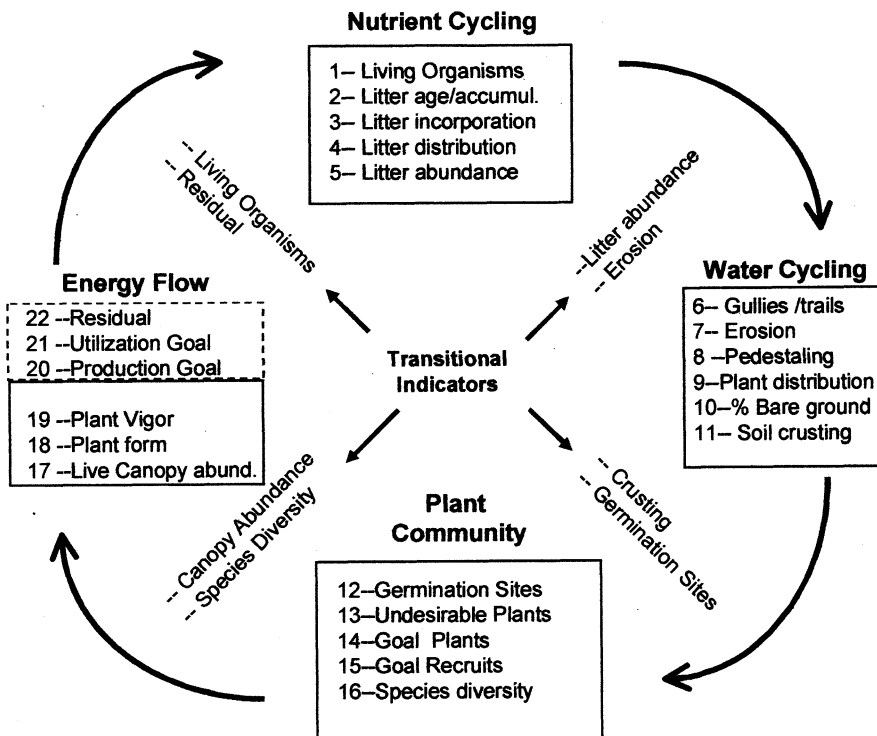 Nutrient Cycling
1-- Living Organisms
2-- Litter age/accumul.
3-- Litter incorporation
4-- Litter distribution
5-- Litter abundance
-- Living Organisms
-- Residual
--Litter abundance
-- Erosion
Energy Flow
22 --Residual
21 --Utilization Goal
20 --Production Goal
19 --Plant Vigor
18 --Plant form
17 --Live Canopy abund.
Transitional
Indicators
Water Cycling
6-- Gullies /trails
7-- Erosion
8 --Pedestaling
9--Plant distribution
10--% Bare ground
11-- Soil crusting
-- Canopy Abundance
-- Species Diversity
-- Crusting
-- Germination Sites
Plant
Community
12--Germination Sites
13--Undesirable Plants
14--Goal Plants
15--Goal Recruits
16--Species diversity